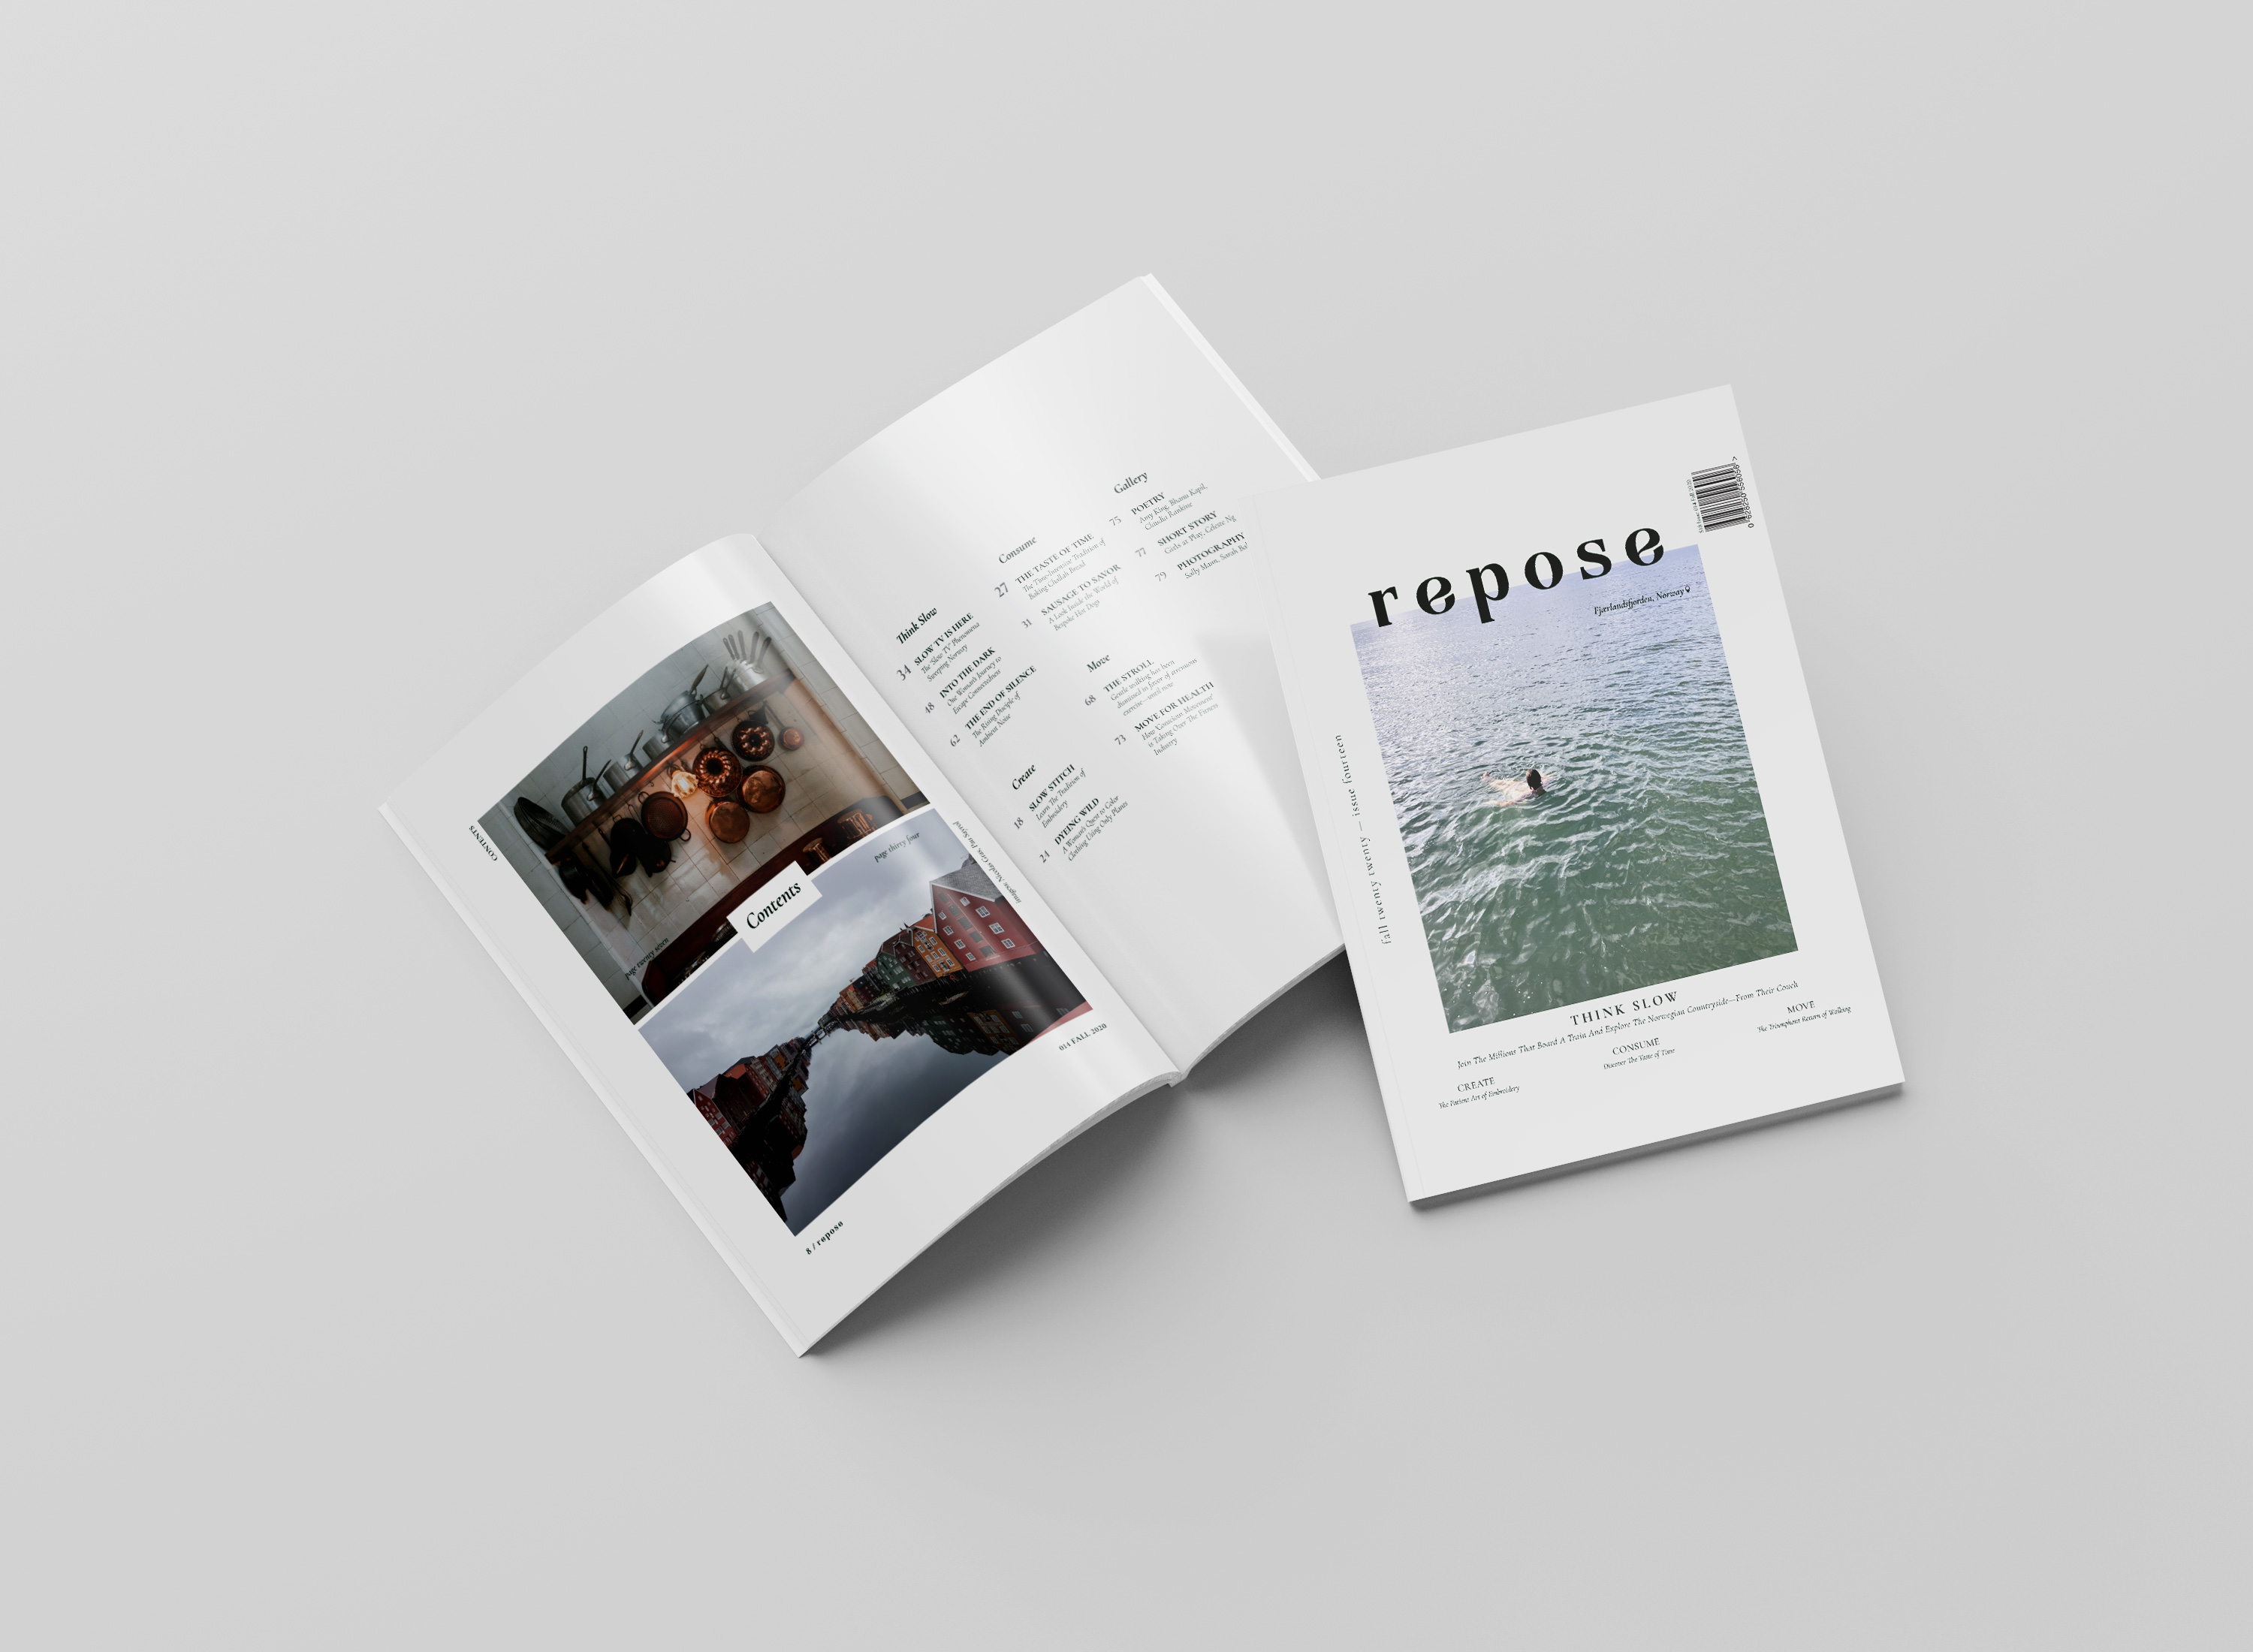 CONTENTS
page twenty seven
Contents
page thirty four
images: Nicolas Gras, Pau Sayrol
8 / repose
014 FALL 2020
Think Slow
34 SLOW TV IS HERE
The "Slow TV" Phenomena
Sweeping Norway
48 INTO THE DARK
One Woman's Journey to
Escape Connectedness
62 THE END OF SILENCE
The Rising Disciple of
Ambient Noise
Create
18 SLOW STITCH
Learn The Tradition of
Embroidery
24 DYEING WILD
A Woman's Quest to Color
Clothing Using Only Plants
Consume
27 THE TASTE OF TIME
The Time-Intensive Tradition of
Baking Challah Bread
31 SAUSAGE TO SAVOR
A Look Inside the World of
Bespoke Hot Dogs
Move
68 THE STROLL
Gentle walking has been
dismissed in favor of strenuous
exercise—until now
73 MOVE FOR HEALTH
How 'Conscious Movement'
is Taking Over The Fitness
Industry
Gallery
75 POETRY
Amy King, Bhanu Kapil,
Claudia Rankine
77 SHORT STORY
Girls at Play, Celeste Ng
79 PHOTOGRAPHY
Sally Mann, Sarah
repose
Fjærlandsfjorden, Norway
fall twenty twenty — issue fourteen
THINK SLOW
Join The Millions That Board A Train And Explore The Norwegian Countryside—From Their Couch
CREATE
The Patient Art of Embroidery
CONSUME
Discover The Taste of Time
MOVE
The Triumphant Return of Walking